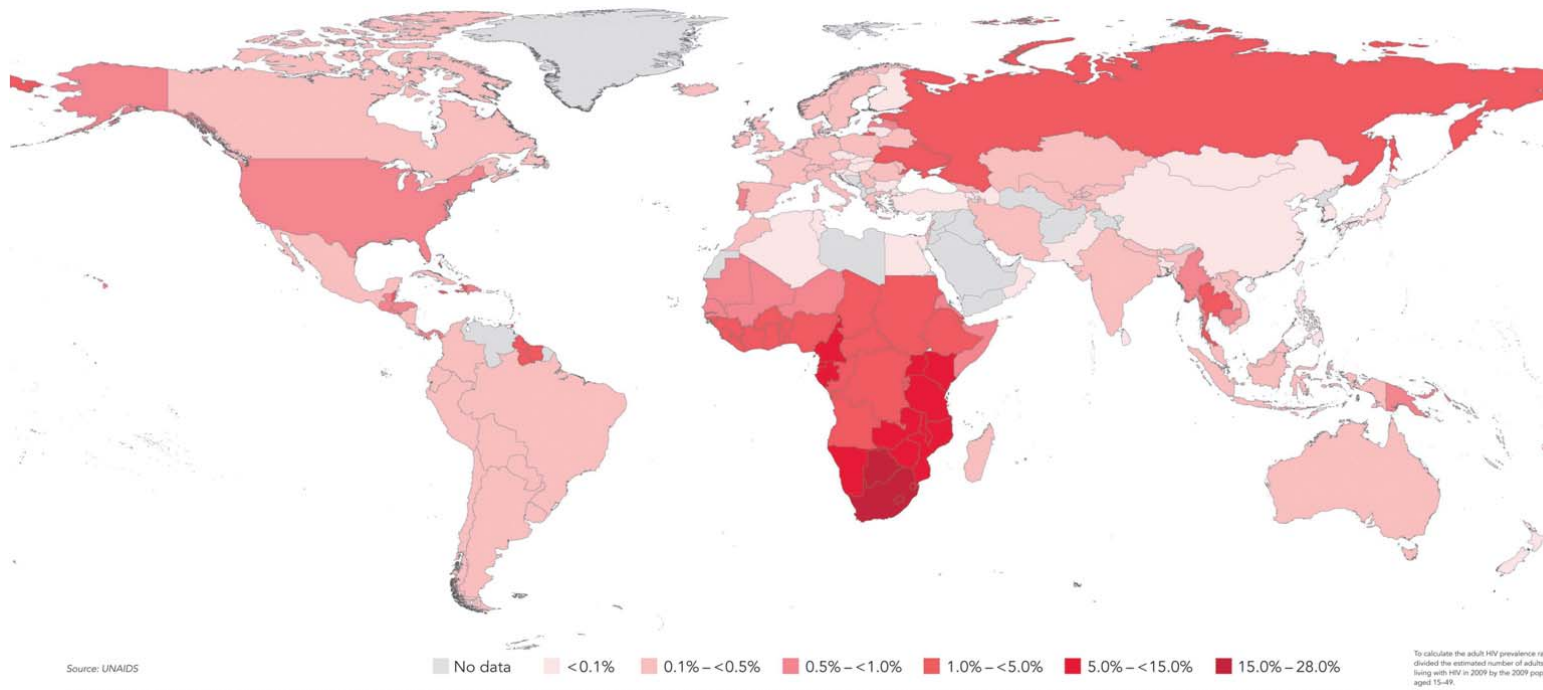 Source: UNAIDS
No data <0.1% 0.1% – <0.5% 0.5% – <1.0% 1.0% – <5.0% 5.0% – <15.0% 15.0% – 28.0%
To calculate the adult HIV prevalence ra
divided the estimated number of adults
living with HIV in 2009 by the 2009 pop
aged 15–49.